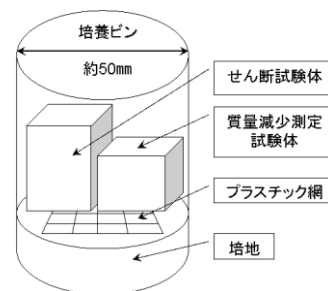 培養ビン
約50mm
せん断試験体
質量減少測定
試験体
プラスチック網
培地